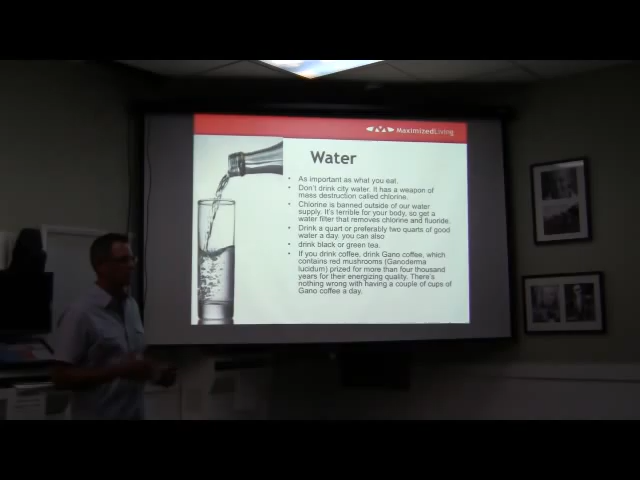 MaximizedLiving
Water
• As important as what you eat.
• Don't drink city water. It has a weapon of
mass destruction called chlorine.
• Chlorine is banned outside of our water
supply. It's terrible for your body, so get a
water filter that removes chlorine and fluoride.
• Drink a quart or preferably two quarts of good
water a day. you can also
• drink black or green tea.
• If you drink coffee, drink Gano coffee, which
contains red mushrooms (Ganoderma
lucidum) prized for more than four thousand
years for their energizing quality. There's
nothing wrong with having a couple of cups of
Gano coffee a day.